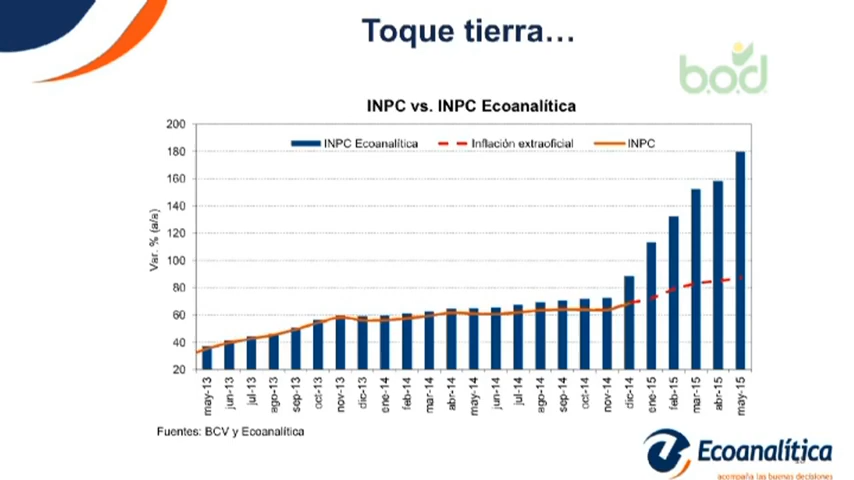 Toque tierra...
b.o.d
INPC vs. INPC Ecoanalítica
INPC Ecoanalítica
Inflación extraoficial
INPC
Var. % (a/a)
200
180
160
140
120
100
80
60
40
20
may-13
jun-13
jul-13
ago-13
sep-13
oct-13
nov-13
dic-13
ene-14
feb-14
mar-14
abr-14
may-14
jun-14
jul-14
ago-14
sep-14
oct-14
nov-14
dic-14
ene-15
feb-15
mar-15
abr-15
may-15
Fuentes: BCV y Ecoanalítica
Ecoanalítica
acompaña las buenas decisiones